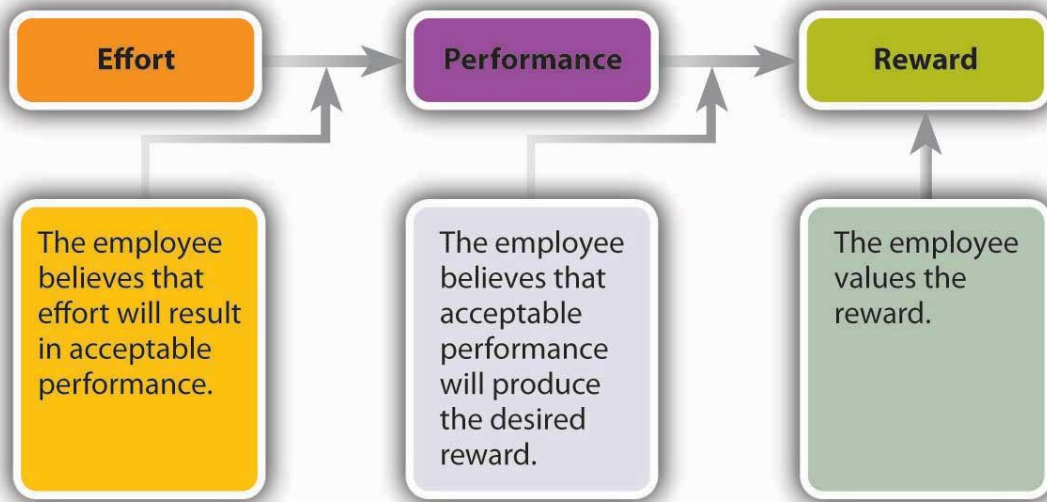 Effort
Performance
Reward
The employee
believes that
effort will result
in acceptable
performance.
The employee
believes that
acceptable
performance
will produce
the desired
reward.
The employee
values the
reward.